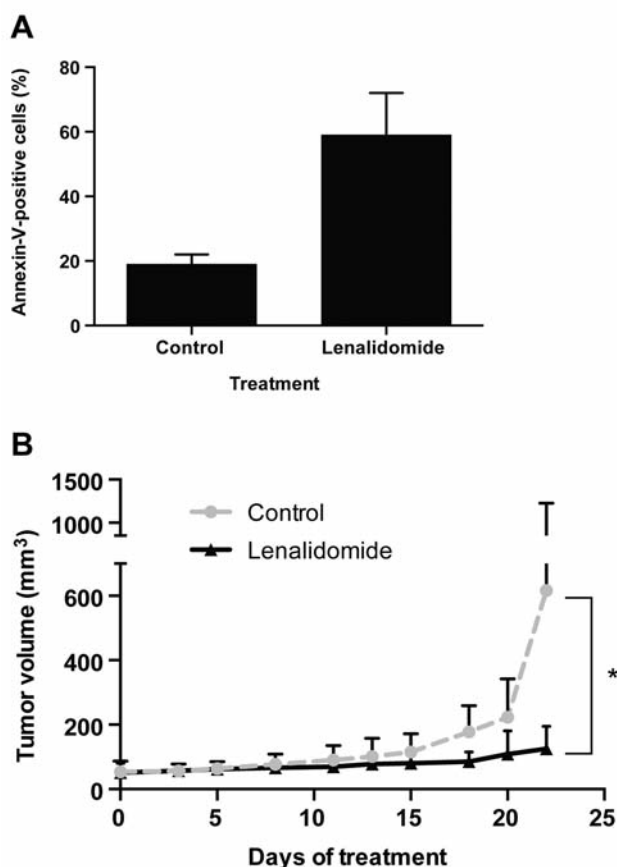 A
Annexin-V-positive cells (%)
80
60
40
20
0
Control
Lenalidomide
Treatment
B
Tumor volume (mm³)
1500
1000
600
400
200
0
Control
Lenalidomide
*
0
5
10
15
20
25
Days of treatment